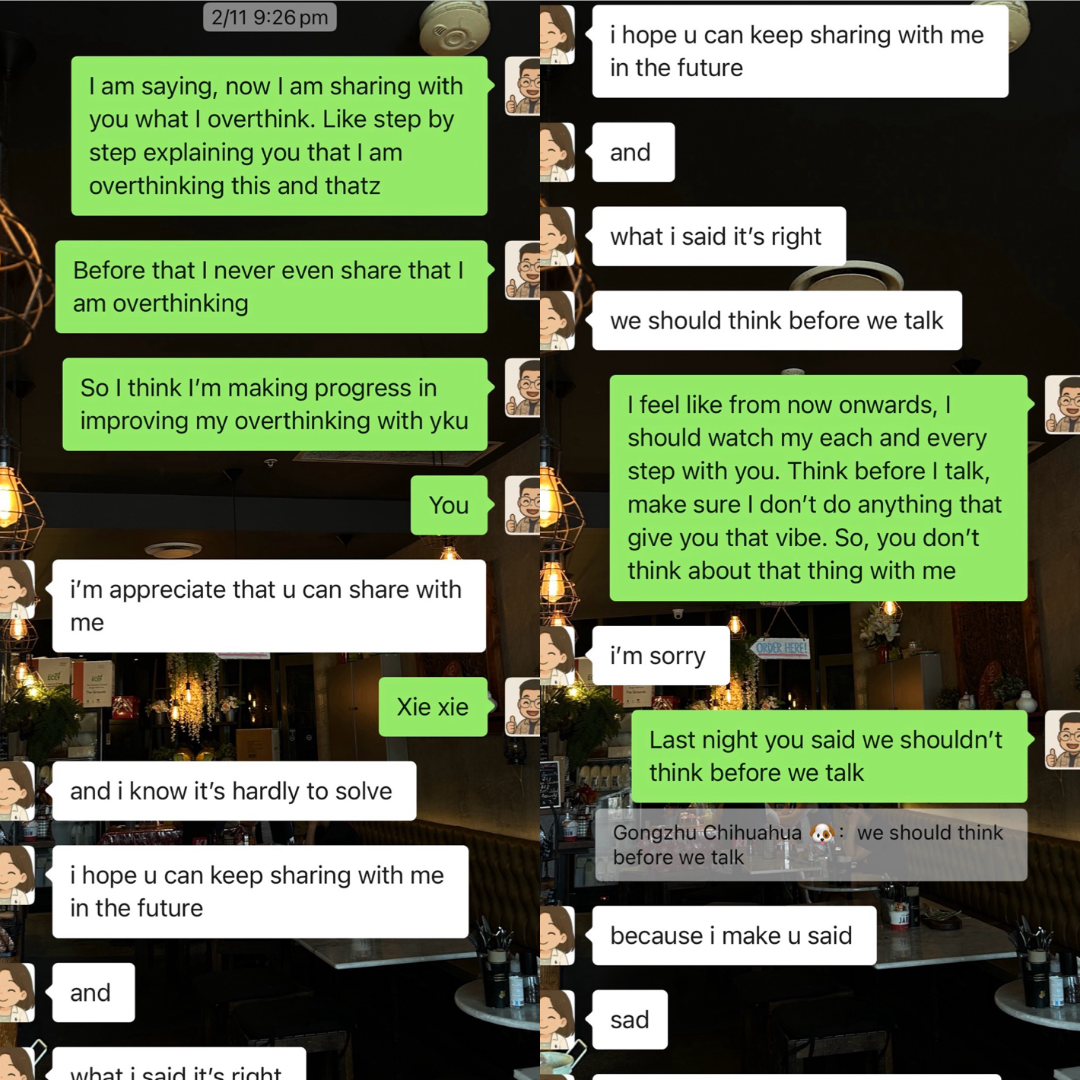 2/11 9:26 pm
I am saying, now I am sharing with
you what I overthink. Like step by
step explaining you that I am
overthinking this and thatz
Before that I never even share that I
am overthinking
So I think I'm making progress in
improving my overthinking with yku
You
i'm appreciate that u can share with
me
Xie xie
and i know it's hardly to solve
i hope u can keep sharing with me
in the future
and
what i said it's right
i hope u can keep sharing with me
in the future
and
what i said it's right
we should think before we talk
I feel like from now onwards, I
should watch my each and every
step with you. Think before I talk,
make sure I don't do anything that
give you that vibe. So, you don't
think about that thing with me
i'm sorry
ORDER HERE!
Last night you said we shouldn't
think before we talk
Gongzhu Chihuahua 🐶: we should think
before we talk
because i make u said
sad